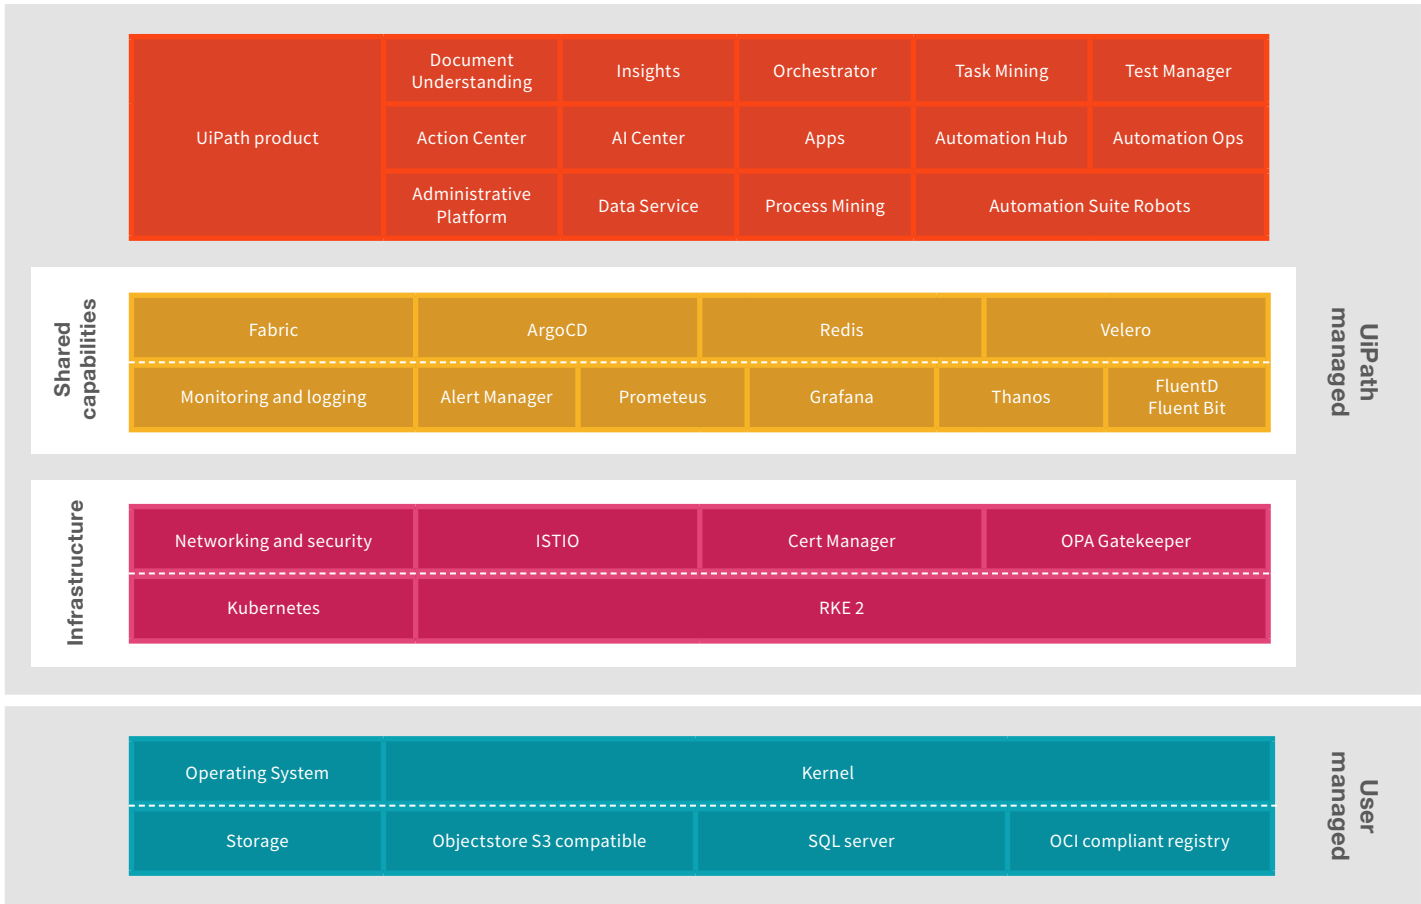 UiPath product
Document
Understanding
Insights
Orchestrator
Task Mining
Test Manager
Action Center
AI Center
Apps
Automation Hub
Automation Ops
Administrative
Platform
Data Service
Process Mining
Automation Suite Robots
Shared
capabilities
Fabric
ArgoCD
Redis
Velero
Monitoring and logging
Alert Manager
Prometeus
Grafana
Thanos
FluentD
Fluent Bit
UiPath
managed
Infrastructure
Networking and security
ISTIO
Cert Manager
OPA Gatekeeper
Kubernetes
RKE 2
Operating System
Kernel
Storage
Objectstore S3 compatible
SQL server
OCI compliant registry
User
managed